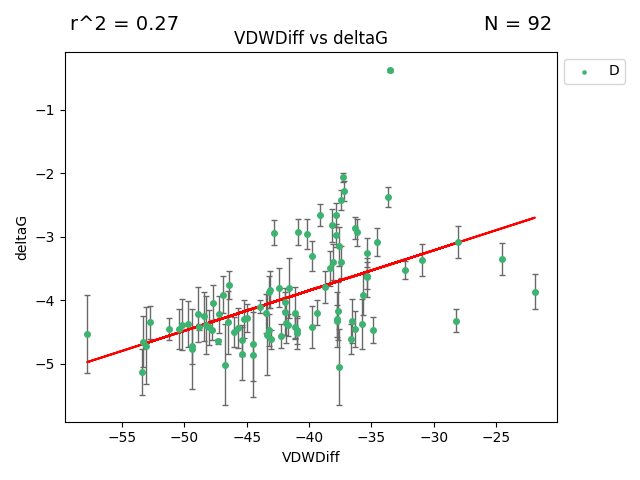 r^2 = 0.27
N = 92
VDWDiff vs deltaG
D
−1
−2
−3
−4
−5
deltaG
−55
−50
−45
−40
−35
−30
−25
VDWDiff